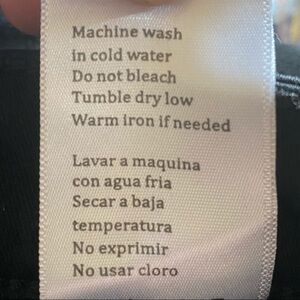 Machine wash
in cold water
Do not bleach
Tumble dry low
Warm iron if needed
Lavar a maquina
con agua fria
Secar a baja
temperatura
No exprimir
No usar cloro